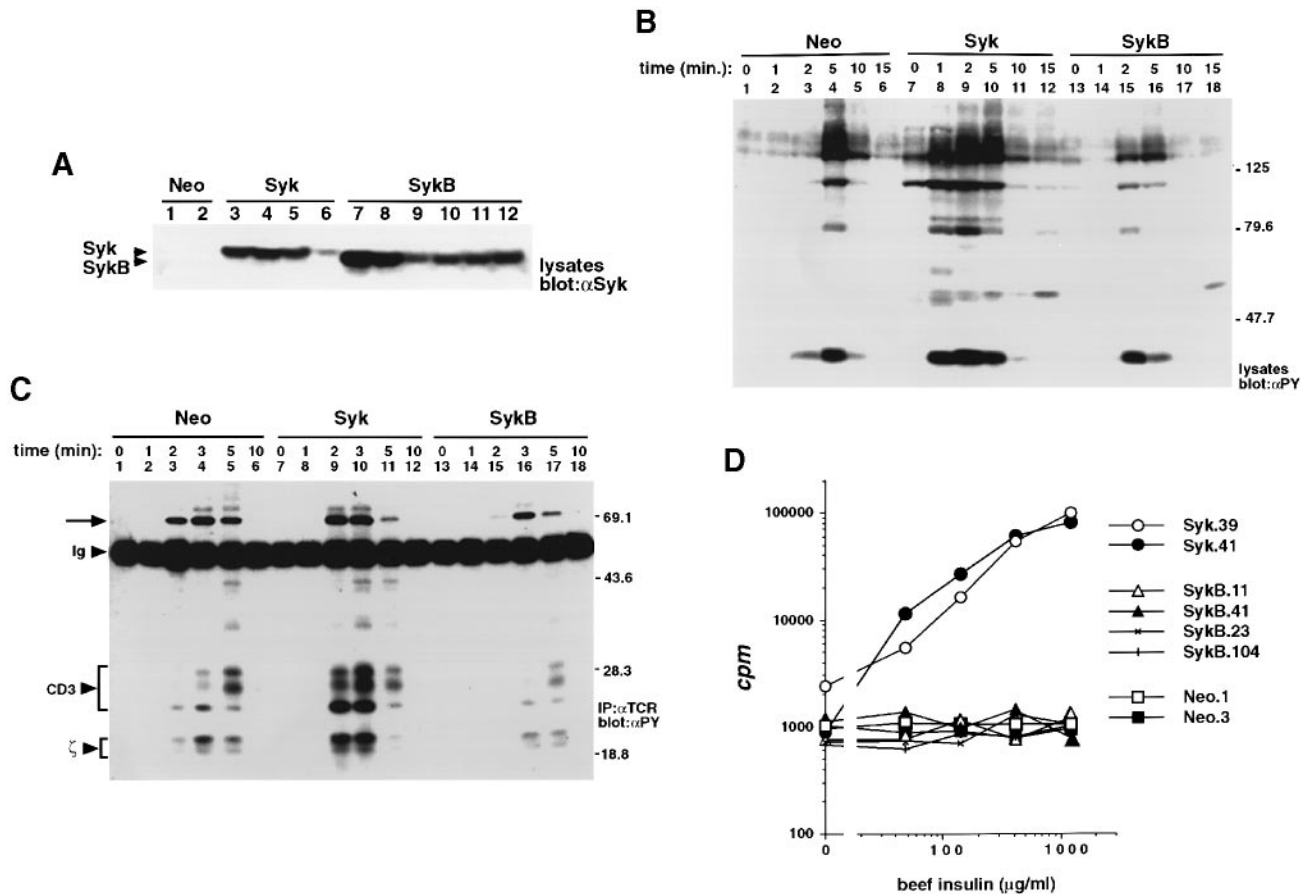 A
Neo Syk SykB
1 2 3 4 5 6 7 8 9 10 11 12
Syk
SykB
lysates
blot:αSyk
B
Neo Syk SykB
time (min.): 0 1 2 5 10 15 0 1 2 5 10 15 0 1 2 5 10 15
1 2 3 4 5 6 7 8 9 10 11 12 13 14 15 16 17 18
- 125
- 79.6
- 47.7
lysates
blot:αPY
C
Neo Syk SykB
time (min): 0 1 2 3 5 10 0 1 2 3 5 10 0 1 2 3 5 10
1 2 3 4 5 6 7 8 9 10 11 12 13 14 15 16 17 18
- 69.1
Ig
- 43.6
- 28.3
CD3
IP:αTCR
blot:αPY
ζ
- 18.8
D
100000
10000
1000
100
cpm
0 100 1000
beef insulin (μg/ml)
Syk.39
Syk.41
SykB.11
SykB.41
SykB.23
SykB.104
Neo.1
Neo.3